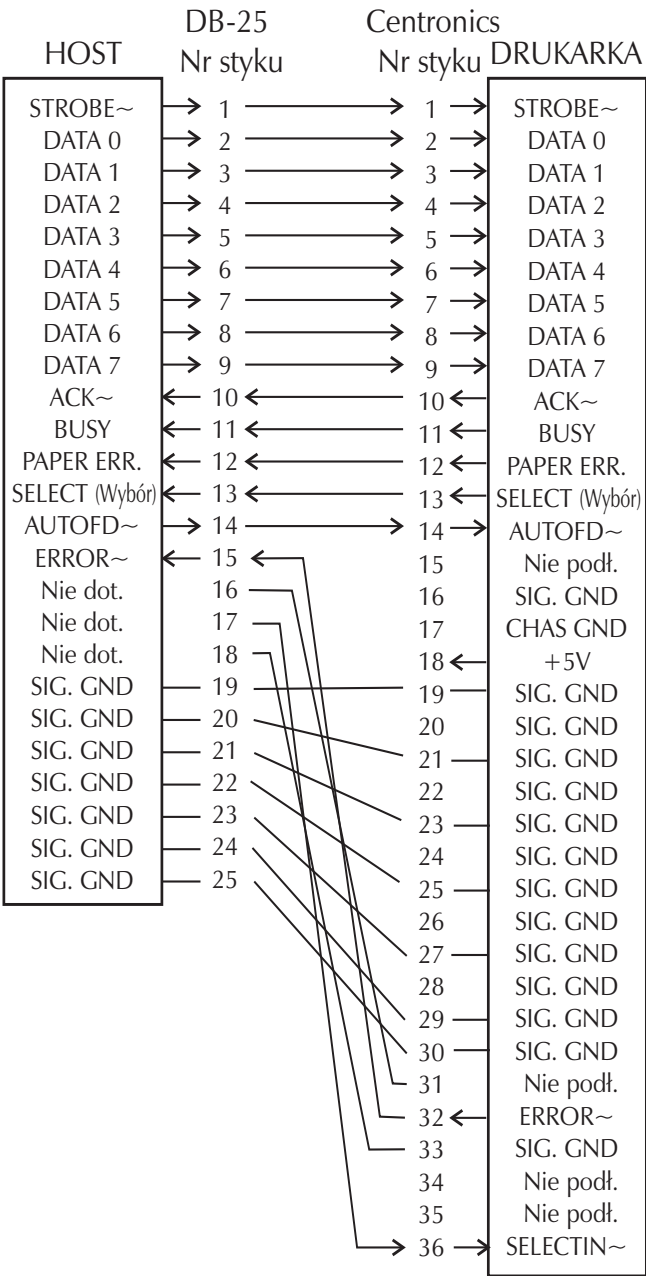 DB-25 Centronics
HOST Nr styku Nr styku DRUKARKA
STROBE~ 1 1 STROBE~
DATA 0 2 2 DATA 0
DATA 1 3 3 DATA 1
DATA 2 4 4 DATA 2
DATA 3 5 5 DATA 3
DATA 4 6 6 DATA 4
DATA 5 7 7 DATA 5
DATA 6 8 8 DATA 6
DATA 7 9 9 DATA 7
ACK~ 10 10 ACK~
BUSY 11 11 BUSY
PAPER ERR. 12 12 PAPER ERR.
SELECT (Wybór) 13 13 SELECT (Wybór)
AUTOFD~ 14 14 AUTOFD~
ERROR~ 15 15 Nie podł.
Nie dot. 16 16 SIG. GND
Nie dot. 17 17 CHAS GND
Nie dot. 18 18 +5V
SIG. GND 19 19 SIG. GND
SIG. GND 20 20 SIG. GND
SIG. GND 21 21 SIG. GND
SIG. GND 22 22 SIG. GND
SIG. GND 23 23 SIG. GND
SIG. GND 24 24 SIG. GND
SIG. GND 25 25 SIG. GND
26 SIG. GND
27 SIG. GND
28 SIG. GND
29 SIG. GND
30 SIG. GND
31 Nie podł.
32 ERROR~
33 SIG. GND
34 Nie podł.
35 Nie podł.
36 SELECTIN~